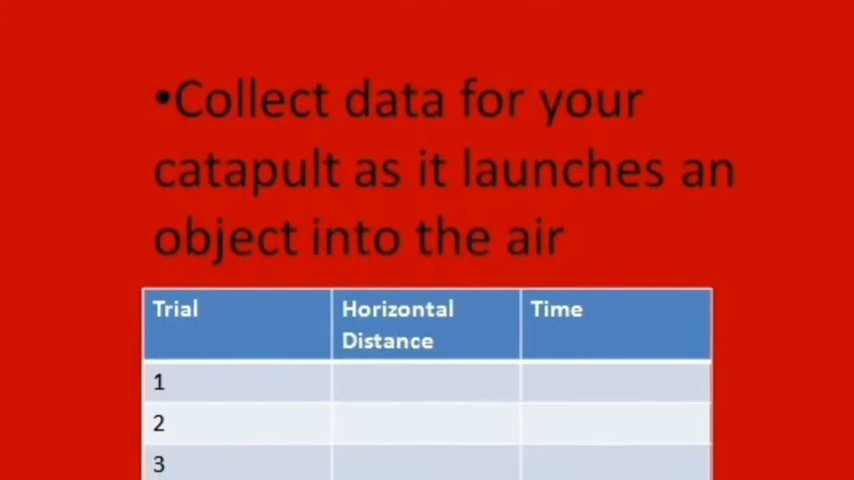 •Collect data for your
catapult as it launches an
object into the air
Trial Horizontal Distance Time
1
2
3